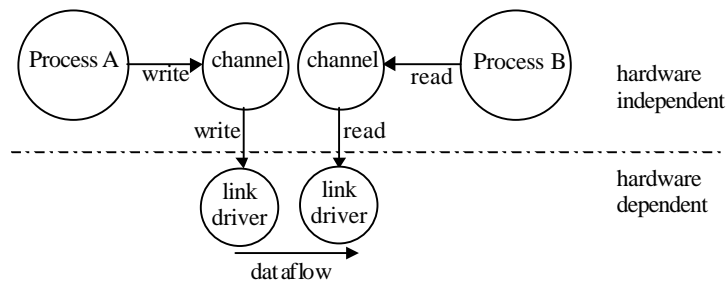 Process A
write
channel
channel
read
Process B
hardware
independent
write
read
link
driver
link
driver
hardware
dependent
dataflow